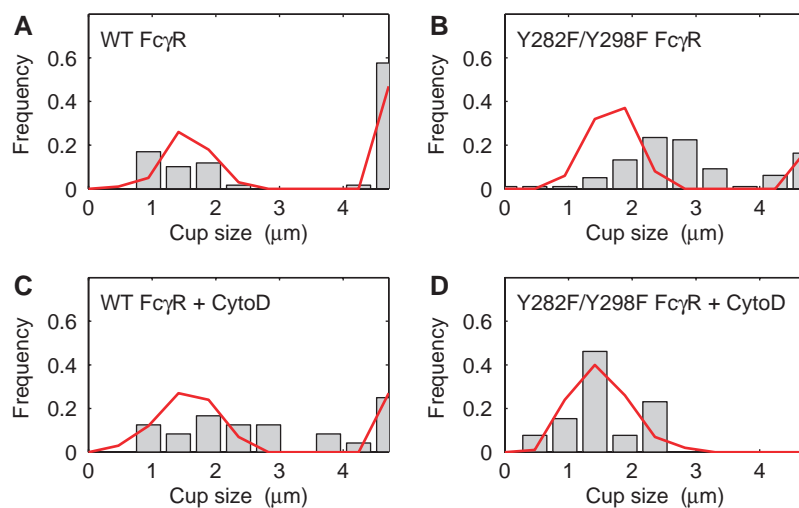 A
WT FcγR
Frequency
0.6
0.4
0.2
0
0 1 2 3 4
Cup size (μm)
B
Y282F/Y298F FcγR
Frequency
0.6
0.4
0.2
0
0 1 2 3 4
Cup size (μm)
C
WT FcγR + CytoD
Frequency
0.6
0.4
0.2
0
0 1 2 3 4
Cup size (μm)
D
Y282F/Y298F FcγR + CytoD
Frequency
0.6
0.4
0.2
0
0 1 2 3 4
Cup size (μm)